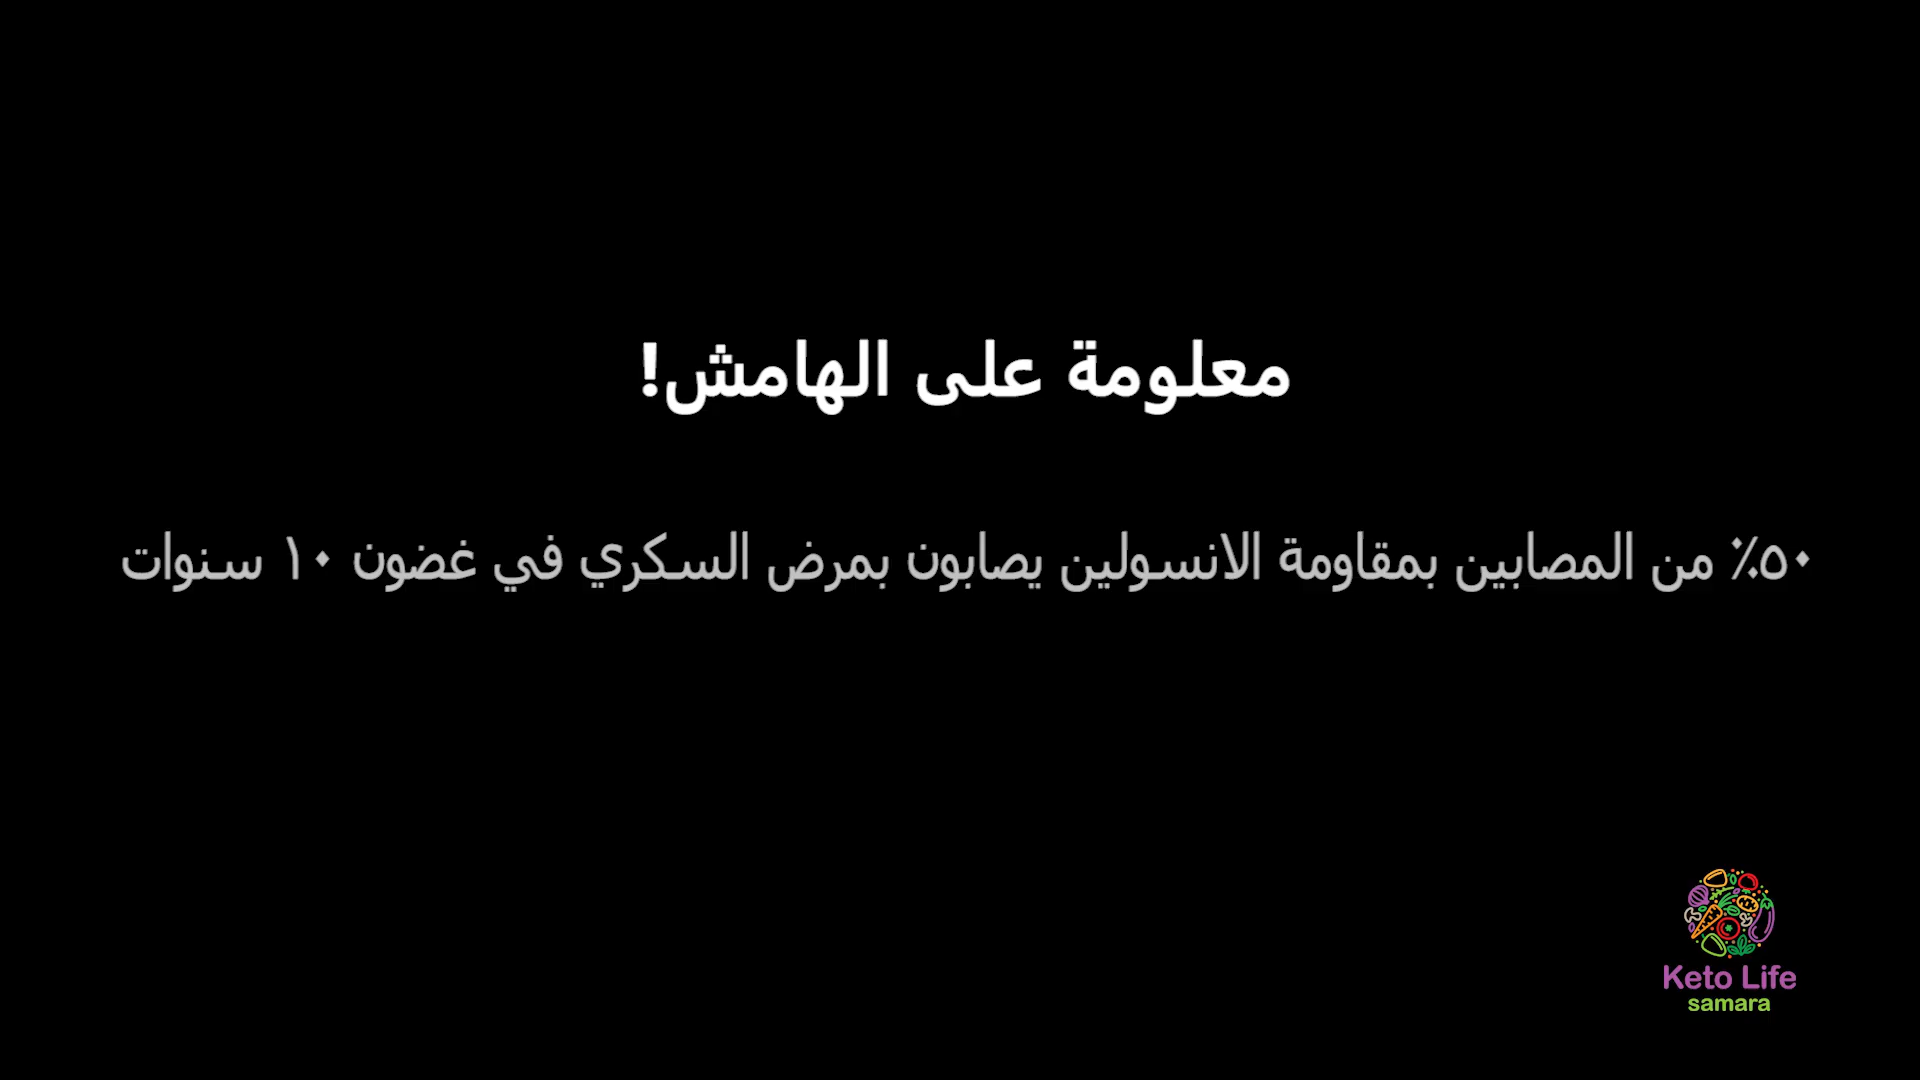 معلومة على الهامش!
٥٠٪ من المصابين بمقاومة الانسولين يصابون بمرض السكري في غضون ١٠ سنوات
Keto Life
samara